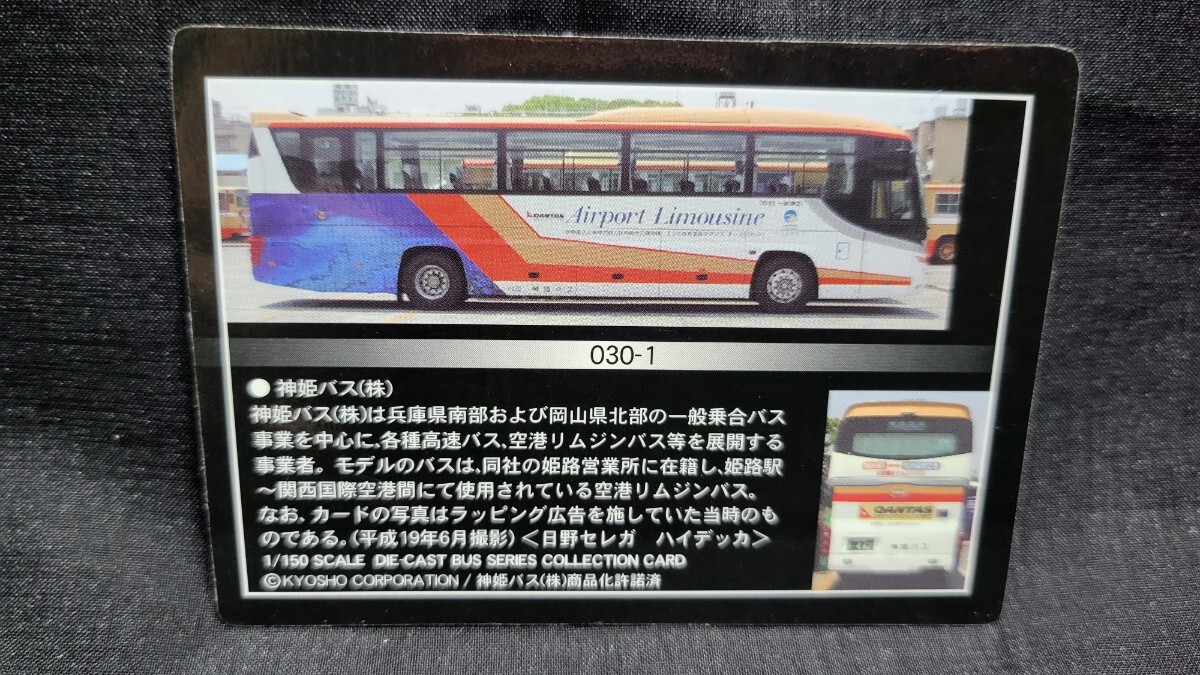 QANTAS Airport Limousine
030-1
● 神姫バス(株)
神姫バス(株)は兵庫県南部および岡山県北部の一般乗合バス
事業を中心に、各種高速バス、空港リムジンバス等を展開する
事業者。モデルのバスは、同社の姫路営業所に在籍し、姫路駅
～関西国際空港間にて使用されている空港リムジンバス。
なお、カードの写真はラッピング広告を施していた当時のも
のである。(平成19年6月撮影)＜日野セレガ　ハイデッカ＞
1/150 SCALE DIE-CAST BUS SERIES COLLECTION CARD
©KYOSHO CORPORATION / 神姫バス(株)商品化許諾済
QANTAS
神姫バス